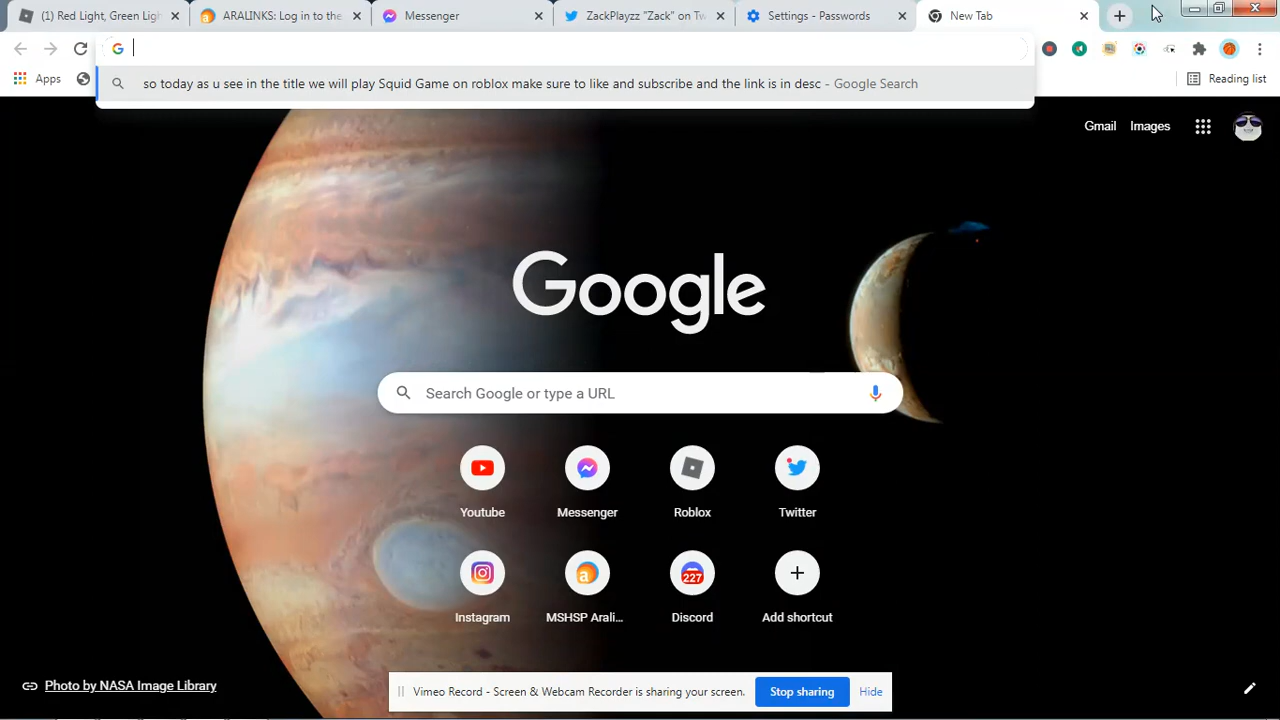 (1) Red Light, Green Ligh
ARALINKS: Log in to the
Messenger
ZackPlayzz "Zack" on Tw
Settings - Passwords
New Tab
so today as u see in the title we will play Squid Game on roblox make sure to like and subscribe and the link is in desc - Google Search
Apps
Reading list
Gmail Images
Google
Search Google or type a URL
Youtube
Messenger
Roblox
Twitter
227
Instagram
MSHSP Arali...
Discord
Add shortcut
Photo by NASA Image Library
Vimeo Record - Screen & Webcam Recorder is sharing your screen.
Stop sharing
Hide